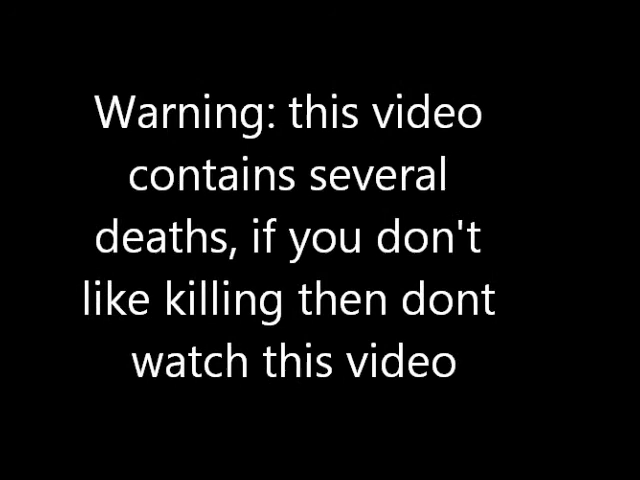 Warning: this video
contains several
deaths, if you don't
like killing then dont
watch this video